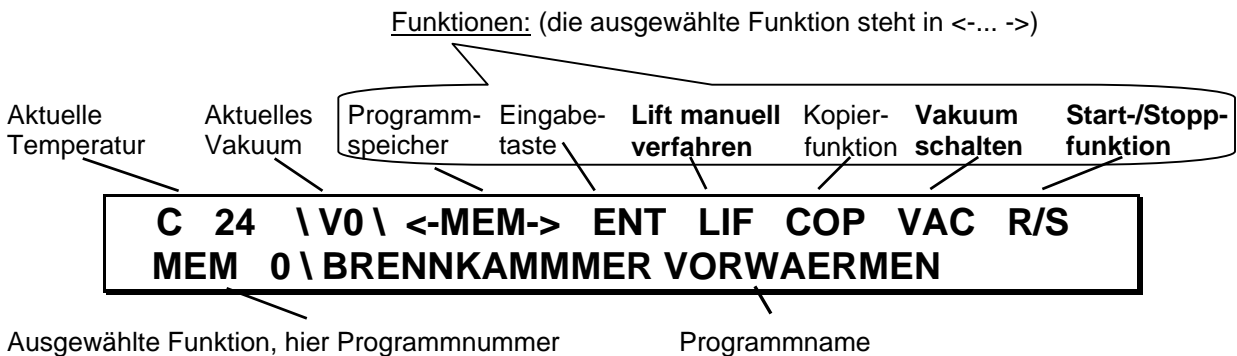 Funktionen: (die ausgewählte Funktion steht in <-... ->)
Aktuelle Aktuelles Programm- Eingabe- Lift manuell Kopier- Vakuum Start-/Stopp-
Temperatur Vakuum speicher taste verfahren funktion schalten funktion
C 24 \ V0 \ <-MEM-> ENT LIF COP VAC R/S
MEM 0 \ BRENNKAMMMER VORWAERMEN
Ausgewählte Funktion, hier Programmnummer Programmname